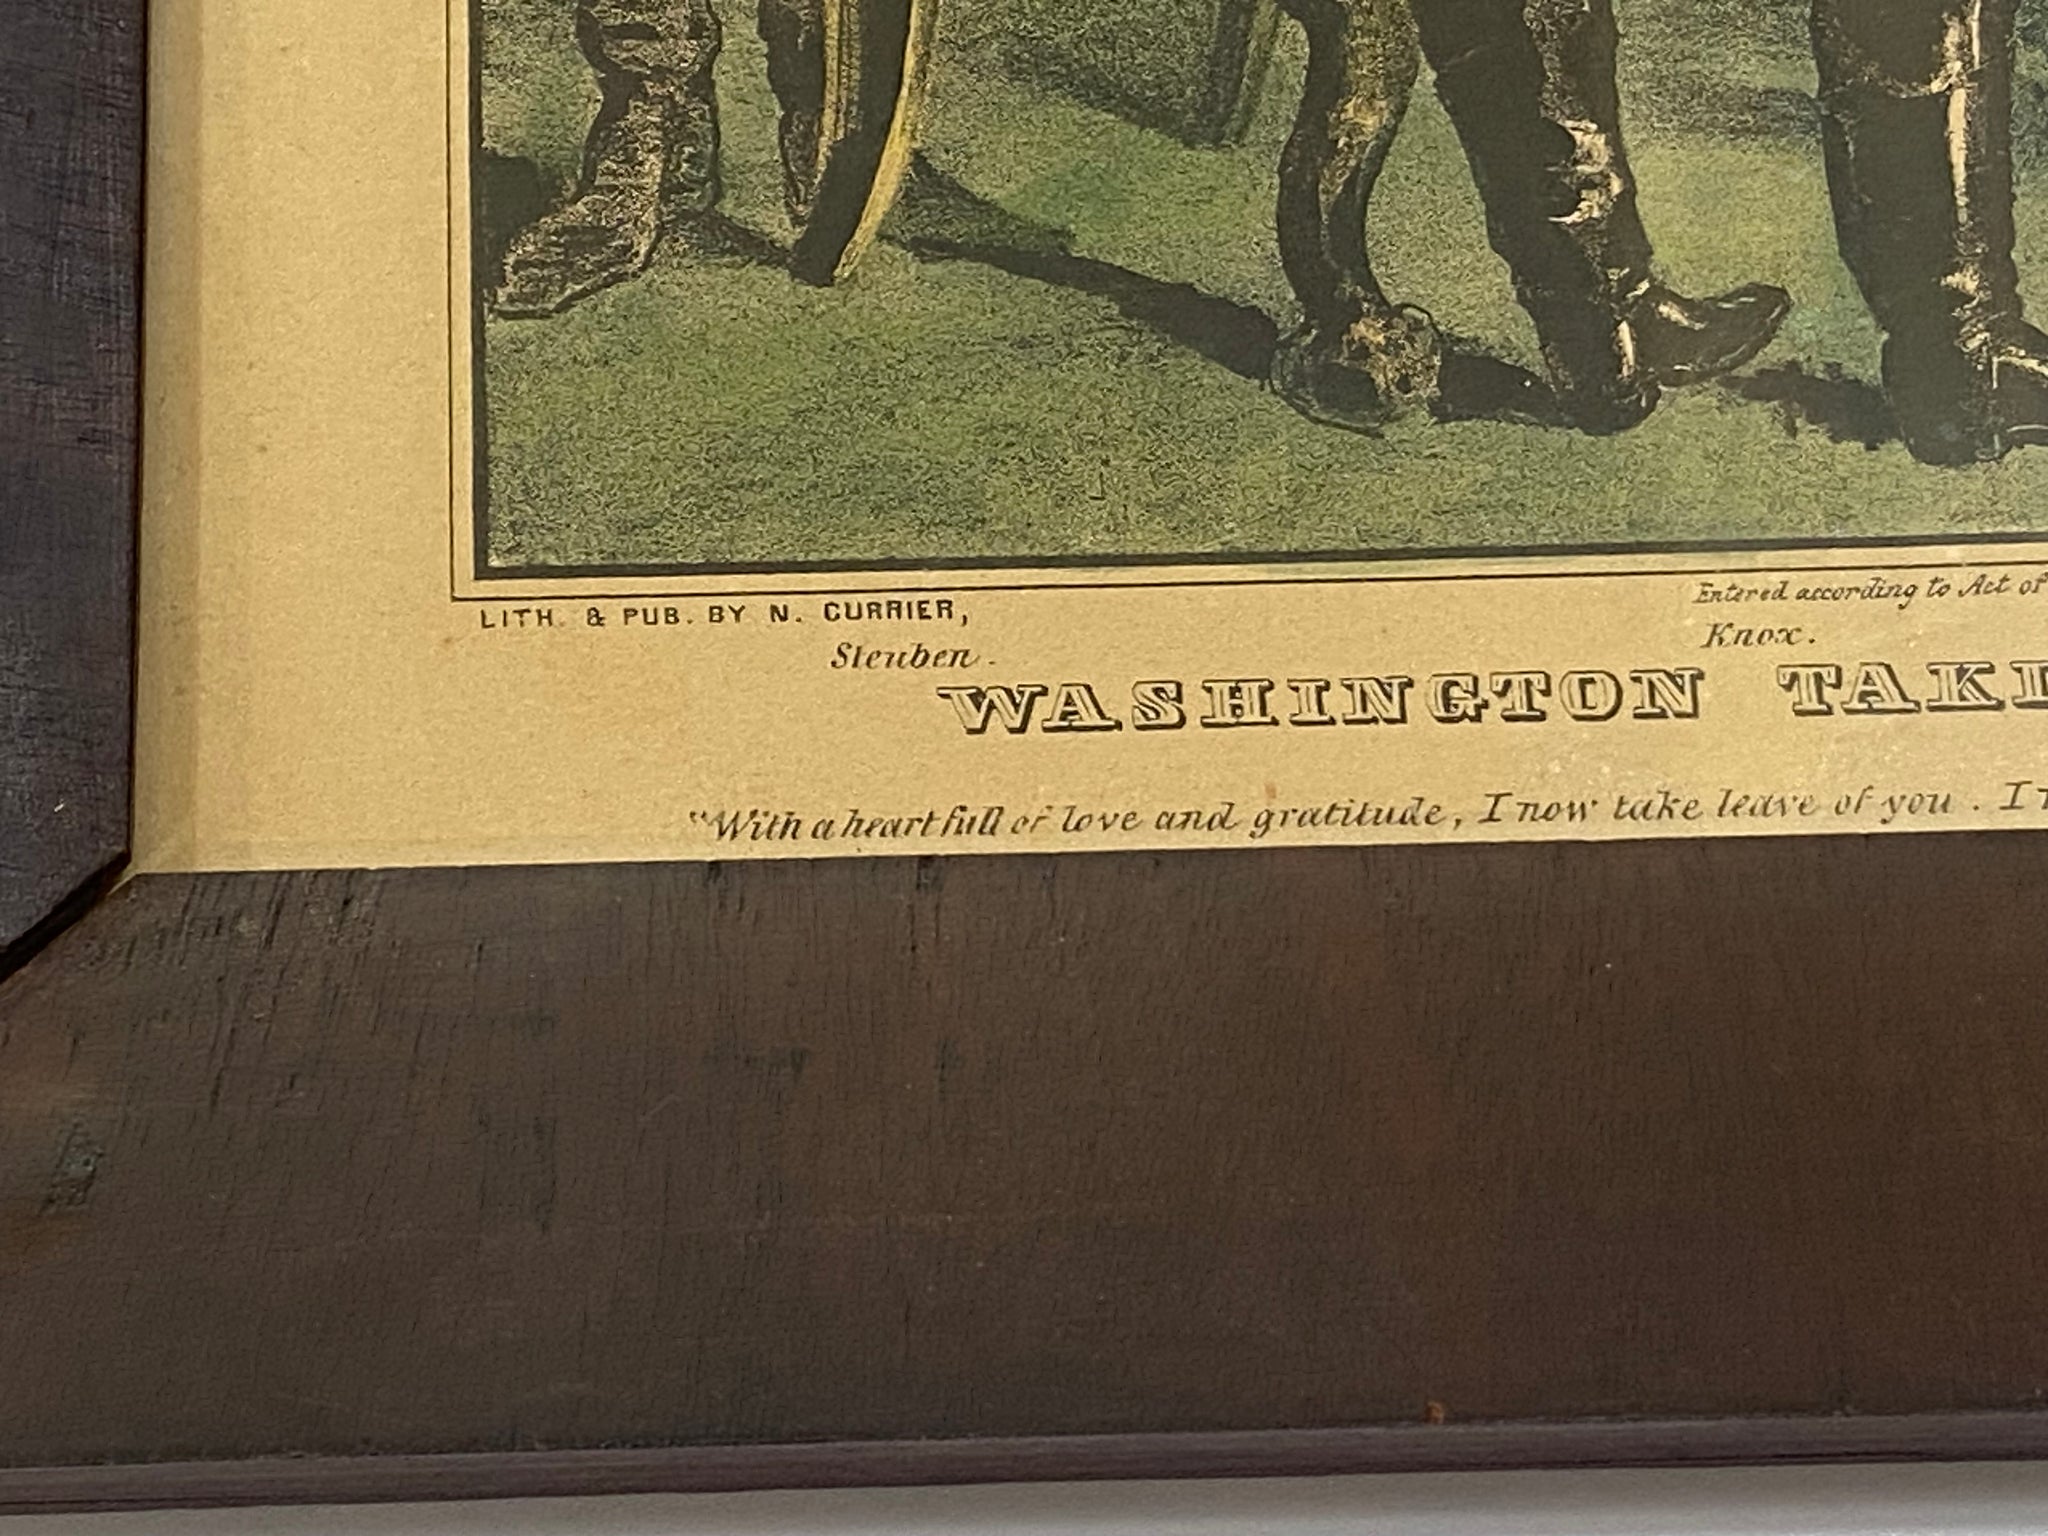 LITH. & PUB. BY N. CURRIER,
Entered according to Act of
Steuben.
Knox.
WASHINGTON TAKI
"With a heart full of love and gratitude, I now take leave of you. I